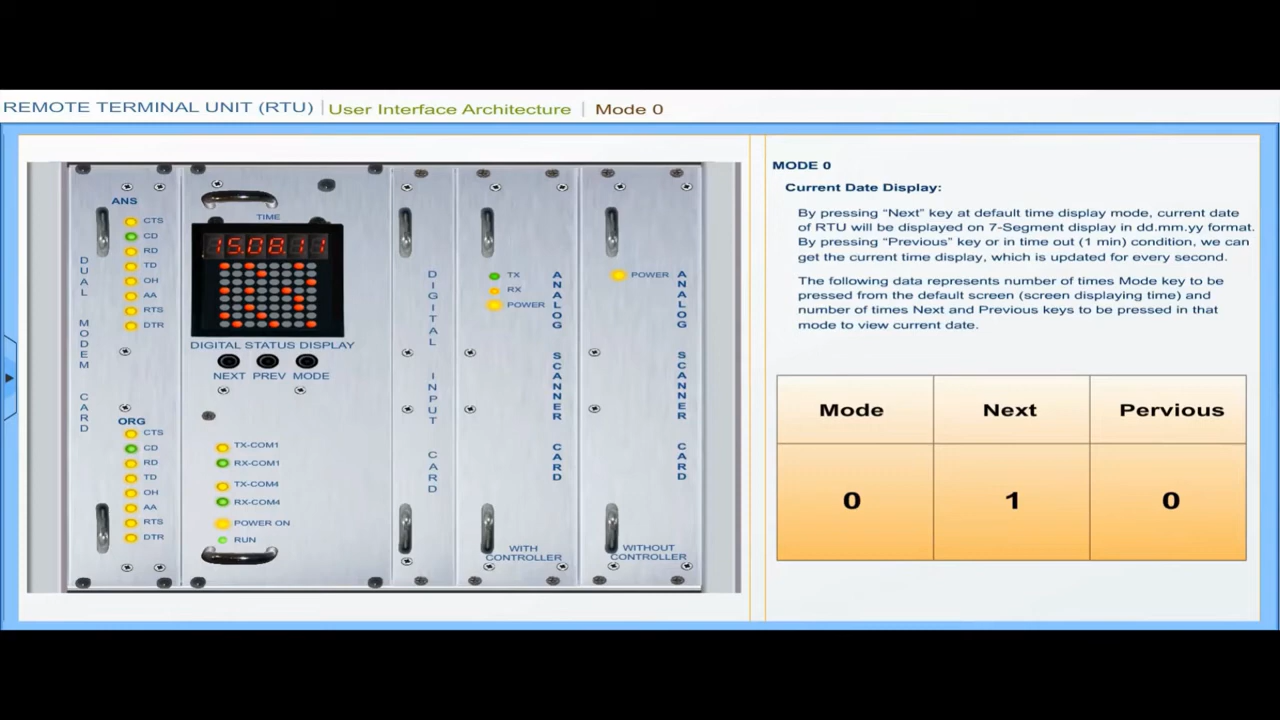 REMOTE TERMINAL UNIT (RTU) | User Interface Architecture | Mode 0
ANS
CTS
CD
RD
TD
OH
AA
RTS
DTR
DUAL MODEM CARD
ORG
CTS
CD
RD
TD
OH
AA
RTS
DTR
TIME
15.08.11
DIGITAL STATUS DISPLAY
NEXT PREV MODE
TX-COM1
RX-COM1
TX-COM4
RX-COM4
POWER ON
RUN
DIGITAL INPUT CARD
TX
RX
POWER
ANALOG SCANNER CARD
WITH
CONTROLLER
POWER
ANALOG SCANNER CARD
WITHOUT
CONTROLLER
MODE 0
Current Date Display:
By pressing “Next” key at default time display mode, current date
of RTU will be displayed on 7-Segment display in dd.mm.yy format.
By pressing “Previous” key or in time out (1 min) condition, we can
get the current time display, which is updated for every second.
The following data represents number of times Mode key to be
pressed from the default screen (screen displaying time) and
number of times Next and Previous keys to be pressed in that
mode to view current date.
Mode Next Pervious
0 1 0